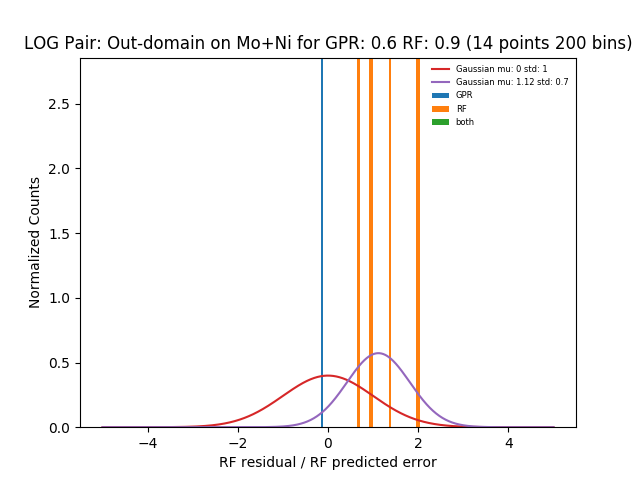 LOG Pair: Out-domain on Mo+Ni for GPR: 0.6 RF: 0.9 (14 points 200 bins)
Gaussian mu: 0 std: 1
Gaussian mu: 1.12 std: 0.7
GPR
RF
both
Normalized Counts
2.5
2.0
1.5
1.0
0.5
0.0
−4
−2
0
2
4
RF residual / RF predicted error